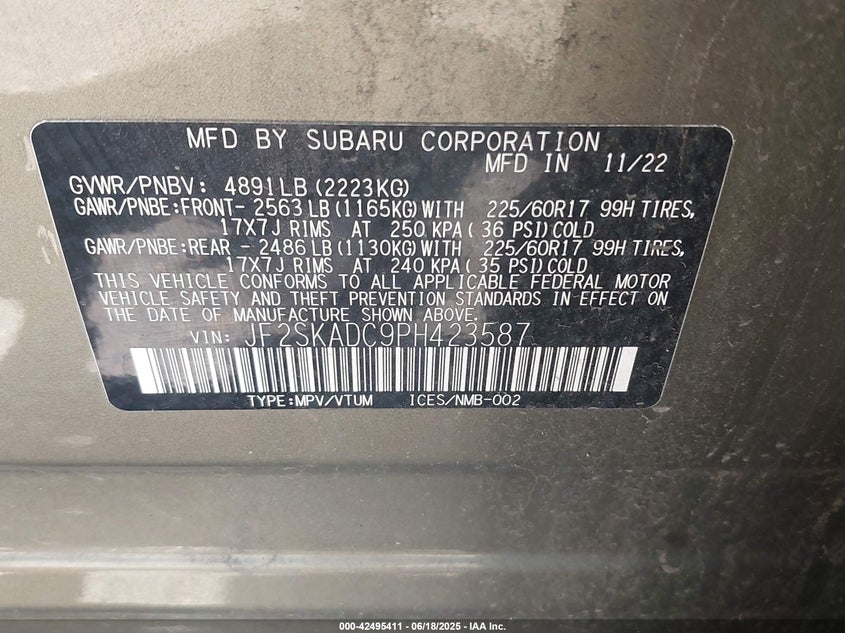 MFD BY SUBARU CORPORATION
MFD IN 11/22
GVWR/PNBV: 4891LB (2223KG)
GAWR/PNBE:FRONT- 2563LB (1165KG) WITH 225/60R17 99H TIRES,
17X7J RIMS AT 250 KPA( 36 PSI) COLD
GAWR/PNBE:REAR - 2486LB (1130KG) WITH 225/60R17 99H TIRES,
17X7J RIMS AT 240 KPA( 35 PSI) COLD
THIS VEHICLE CONFORMS TO ALL APPLICABLE FEDERAL MOTOR
VEHICLE SAFETY AND THEFT PREVENTION STANDARDS IN EFFECT ON
THE DATE OF MANUFACTURE SHOWN ABOVE.
VIN: JF2SKADC9PH423587
TYPE:MPV/VTUM ICES/NMB-002
000-42495411 - 06/18/2025 - IAA Inc.